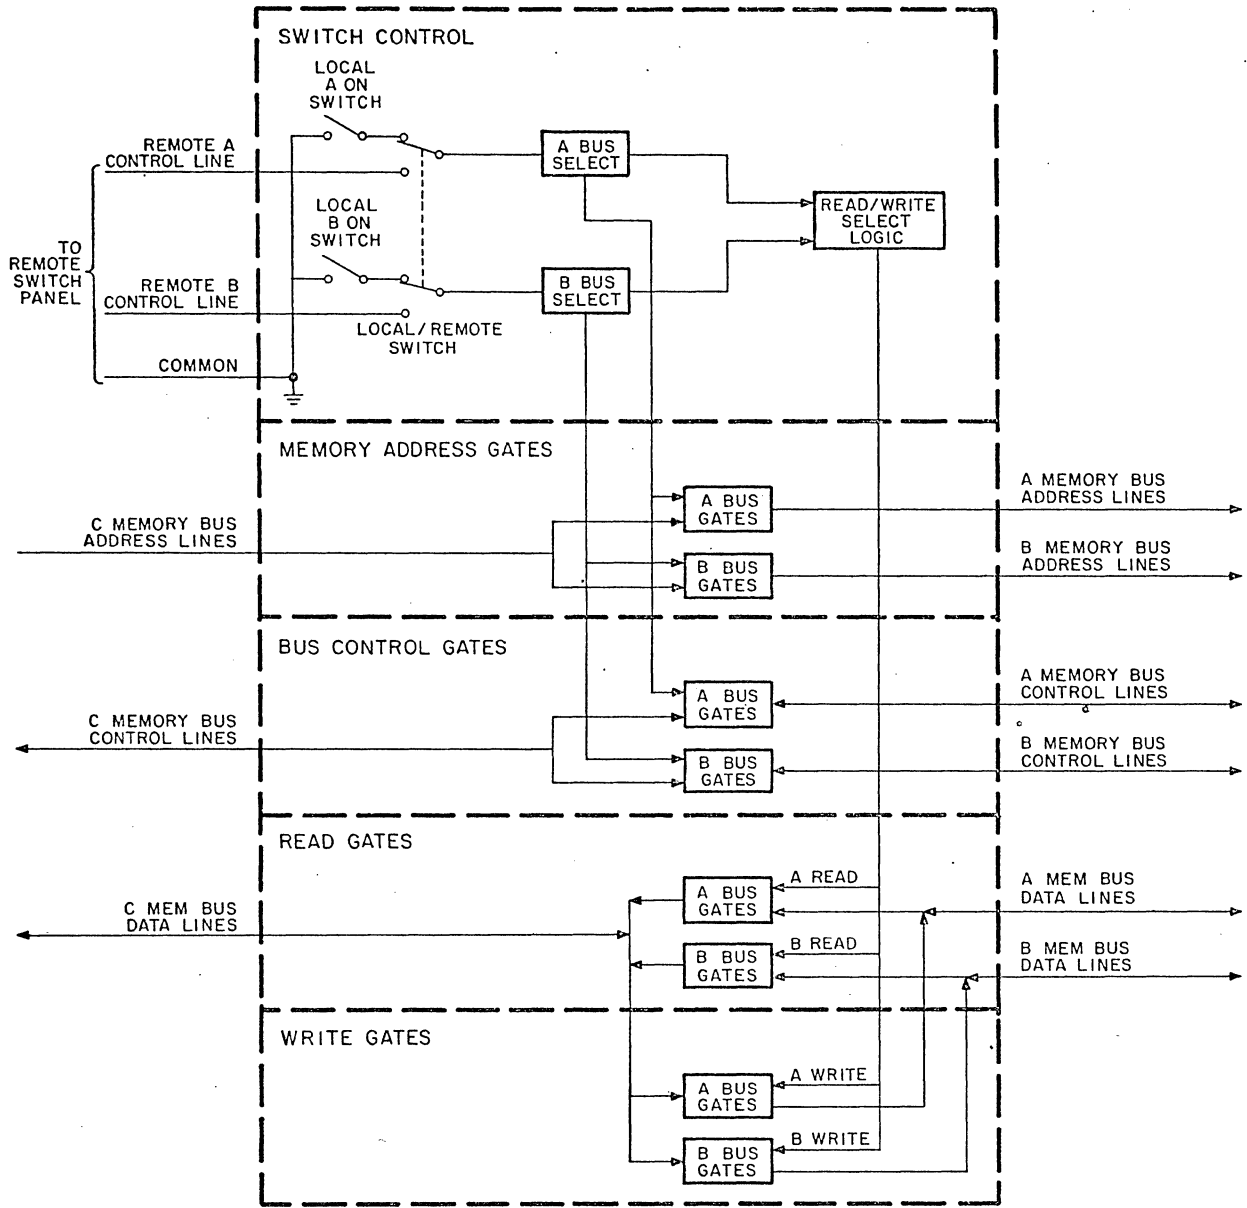 SWITCH CONTROL
LOCAL
A ON
SWITCH
REMOTE A
CONTROL LINE
A BUS
SELECT
LOCAL
B ON
SWITCH
READ/WRITE
SELECT
LOGIC
TO
REMOTE
SWITCH
PANEL
REMOTE B
CONTROL LINE
B BUS
SELECT
LOCAL/REMOTE
SWITCH
COMMON
MEMORY ADDRESS GATES
C MEMORY BUS
ADDRESS LINES
A BUS
GATES
A MEMORY BUS
ADDRESS LINES
B BUS
GATES
B MEMORY BUS
ADDRESS LINES
BUS CONTROL GATES
C MEMORY BUS
CONTROL LINES
A BUS
GATES
A MEMORY BUS
CONTROL LINES
B BUS
GATES
B MEMORY BUS
CONTROL LINES
READ GATES
C MEM BUS
DATA LINES
A BUS
GATES
A READ
A MEM BUS
DATA LINES
B BUS
GATES
B READ
B MEM BUS
DATA LINES
WRITE GATES
A BUS
GATES
A WRITE
B BUS
GATES
B WRITE